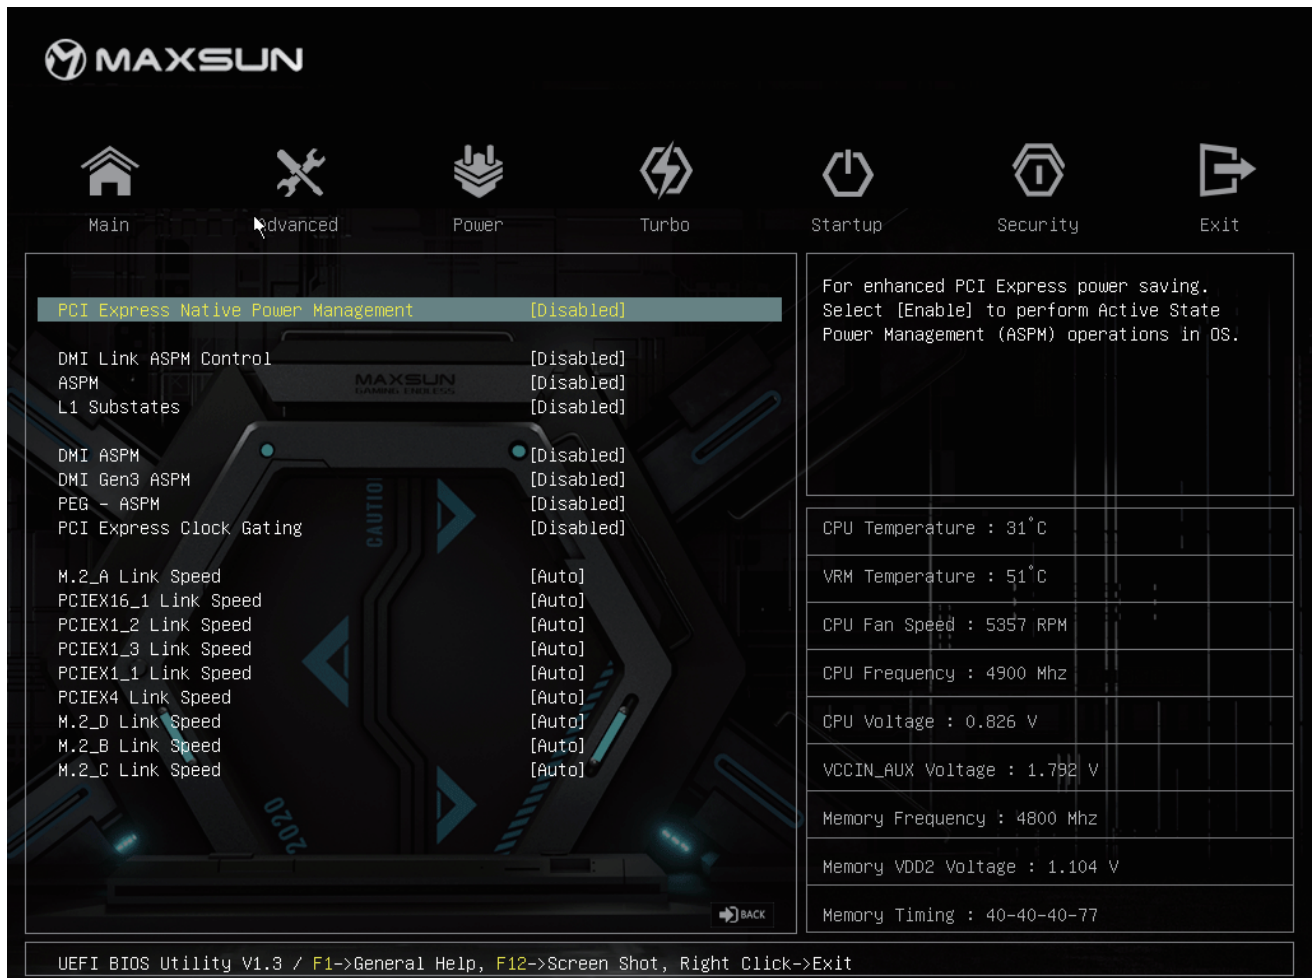 MAXSUN
Main Advanced Power Turbo Startup Security Exit
PCI Express Native Power Management [Disabled]
DMI Link ASPM Control [Disabled]
ASPM [Disabled]
L1 Substates [Disabled]
DMI ASPM [Disabled]
DMI Gen3 ASPM [Disabled]
PEG - ASPM [Disabled]
PCI Express Clock Gating [Disabled]
M.2_A Link Speed [Auto]
PCIEX16_1 Link Speed [Auto]
PCIEX1_2 Link Speed [Auto]
PCIEX1_3 Link Speed [Auto]
PCIEX1_1 Link Speed [Auto]
PCIEX4 Link Speed [Auto]
M.2_D Link Speed [Auto]
M.2_B Link Speed [Auto]
M.2_C Link Speed [Auto]
MAXSUN
GAMING ENDLESS
CAUTION
2020
BACK
For enhanced PCI Express power saving.
Select [Enable] to perform Active State
Power Management (ASPM) operations in OS.
CPU Temperature : 31°C
VRM Temperature : 51°C
CPU Fan Speed : 5357 RPM
CPU Frequency : 4900 Mhz
CPU Voltage : 0.826 V
VCCIN_AUX Voltage : 1.792 V
Memory Frequency : 4800 Mhz
Memory VDD2 Voltage : 1.104 V
Memory Timing : 40-40-40-77
UEFI BIOS Utility V1.3 / F1->General Help, F12->Screen Shot, Right Click->Exit